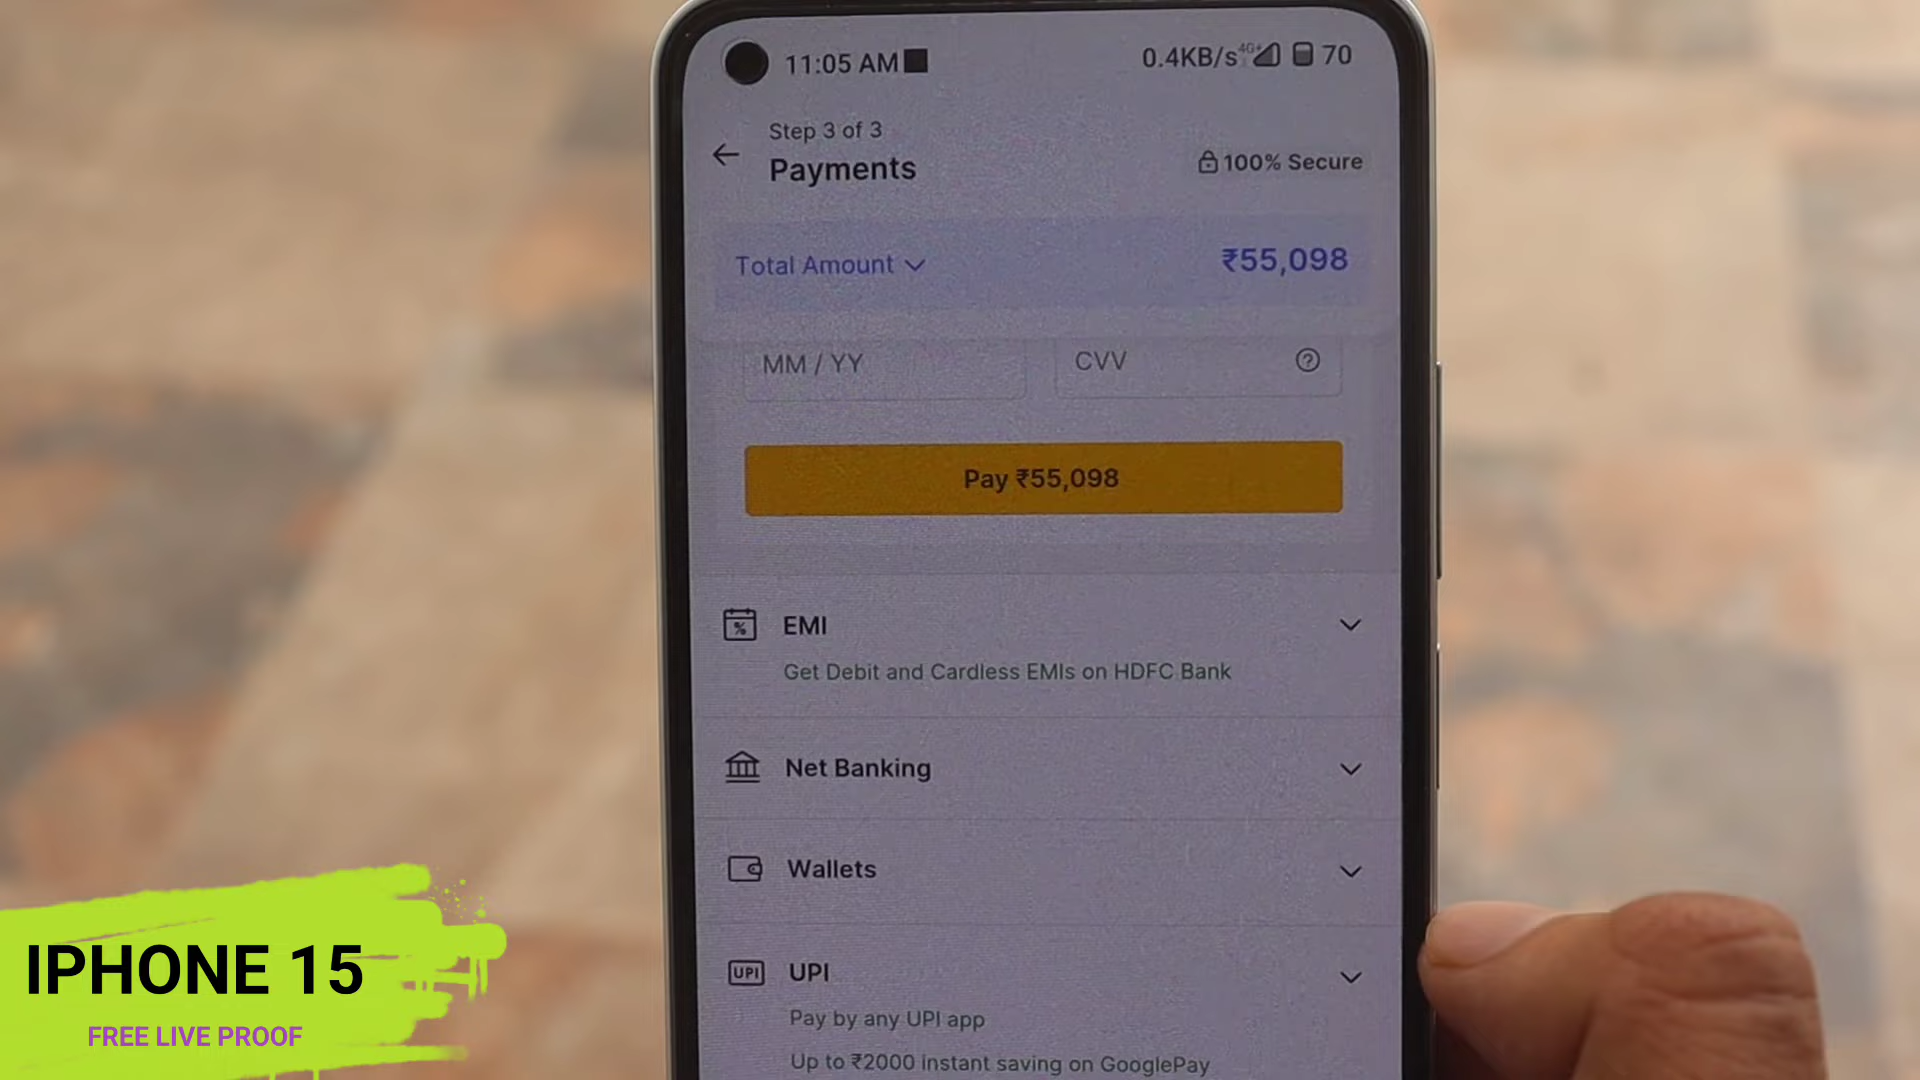 11:05 AM
0.4KB/s 4G+ 70
Step 3 of 3
Payments
100% Secure
Total Amount
₹55,098
MM / YY
CVV
?
Pay ₹55,098
%
EMI
Get Debit and Cardless EMIs on HDFC Bank
Net Banking
Wallets
UPI
UPI
Pay by any UPI app
Up to ₹2000 instant saving on GooglePay
IPHONE 15
FREE LIVE PROOF